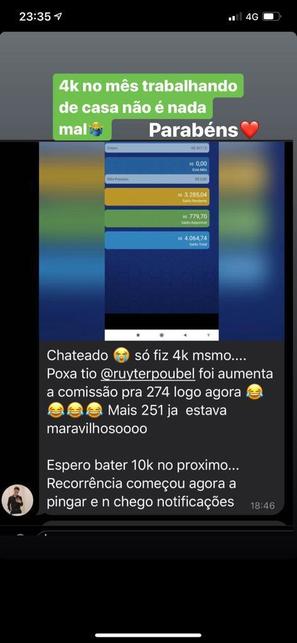 23:35
4G
4k no mês trabalhando
de casa não é nada
mal🤷‍♂️
Parabéns❤️
R$ 0,00
Este Mês
R$ 3.285,04
Saldo Pendente
R$ 779,70
Saldo Disponível
R$ 4.064,74
Saldo Total
Chateado 😭 só fiz 4k msmo....
Poxa tio @ruyterpoubel foi aumenta
a comissão pra 274 logo agora 😂
😂😂😂 Mais 251 ja estava
maravilhosoooo
Espero bater 10k no proximo...
Recorrência começou agora a
pingar e n chego notificações
18:46